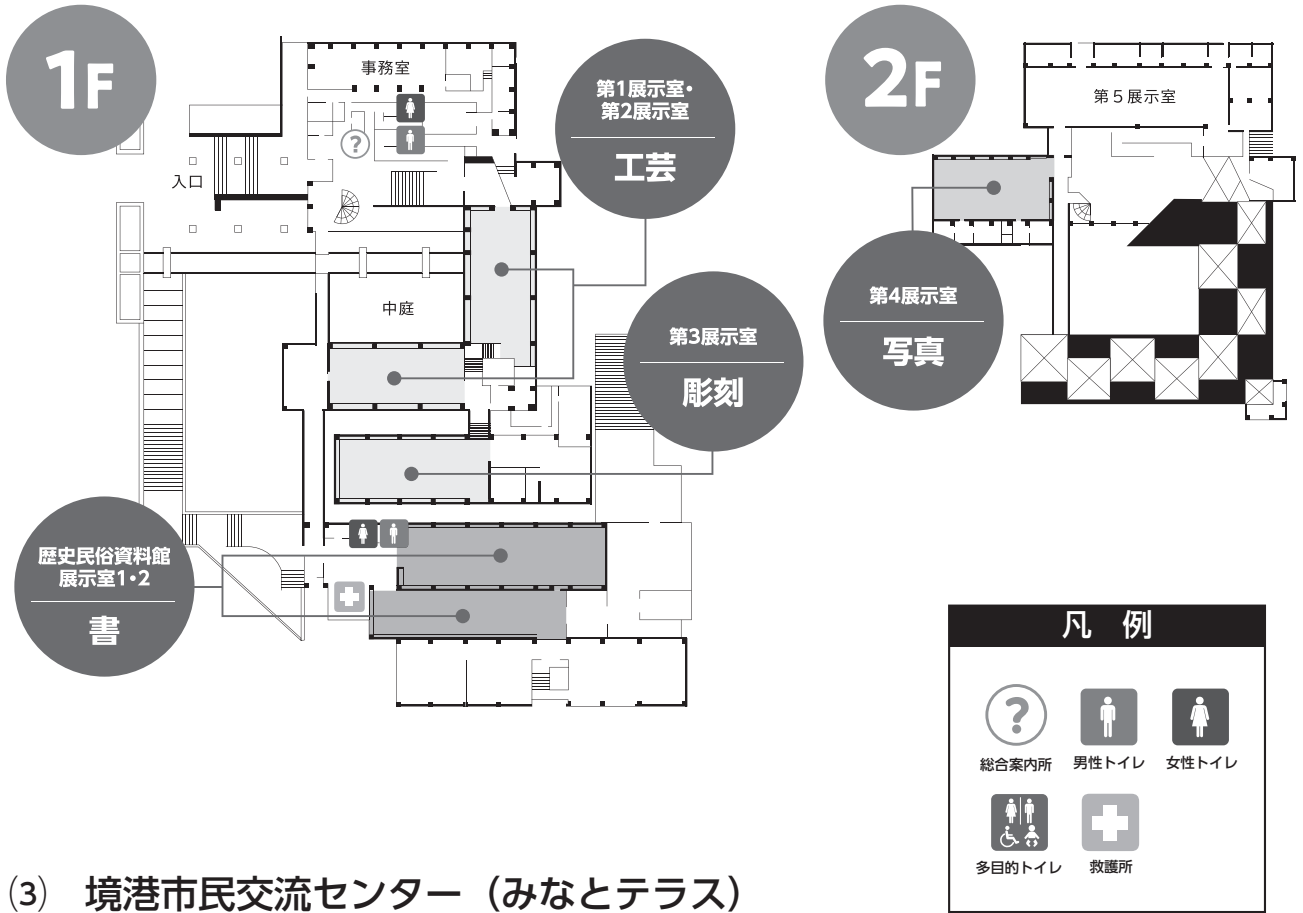 1F
事務室
?
入口
中庭
第1展示室・
第2展示室
工芸
第3展示室
彫刻
歴史民俗資料館
展示室1・2
書
2F
第5展示室
第4展示室
写真
凡 例
?
総合案内所
男性トイレ
女性トイレ
多目的トイレ
救護所
(3) 境港市民交流センター(みなとテラス)